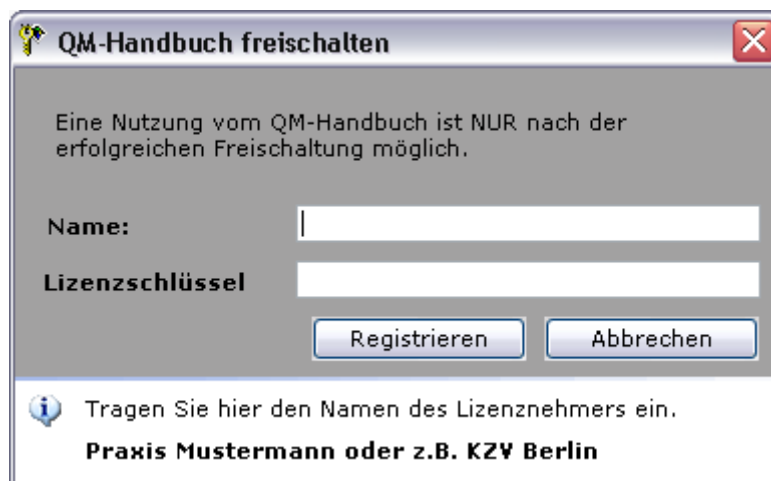 QM-Handbuch freischalten
Eine Nutzung vom QM-Handbuch ist NUR nach der
erfolgreichen Freischaltung möglich.
Name:
Lizenzschlüssel
Registrieren Abbrechen
Tragen Sie hier den Namen des Lizenznehmers ein.
Praxis Mustermann oder z.B. KZV Berlin